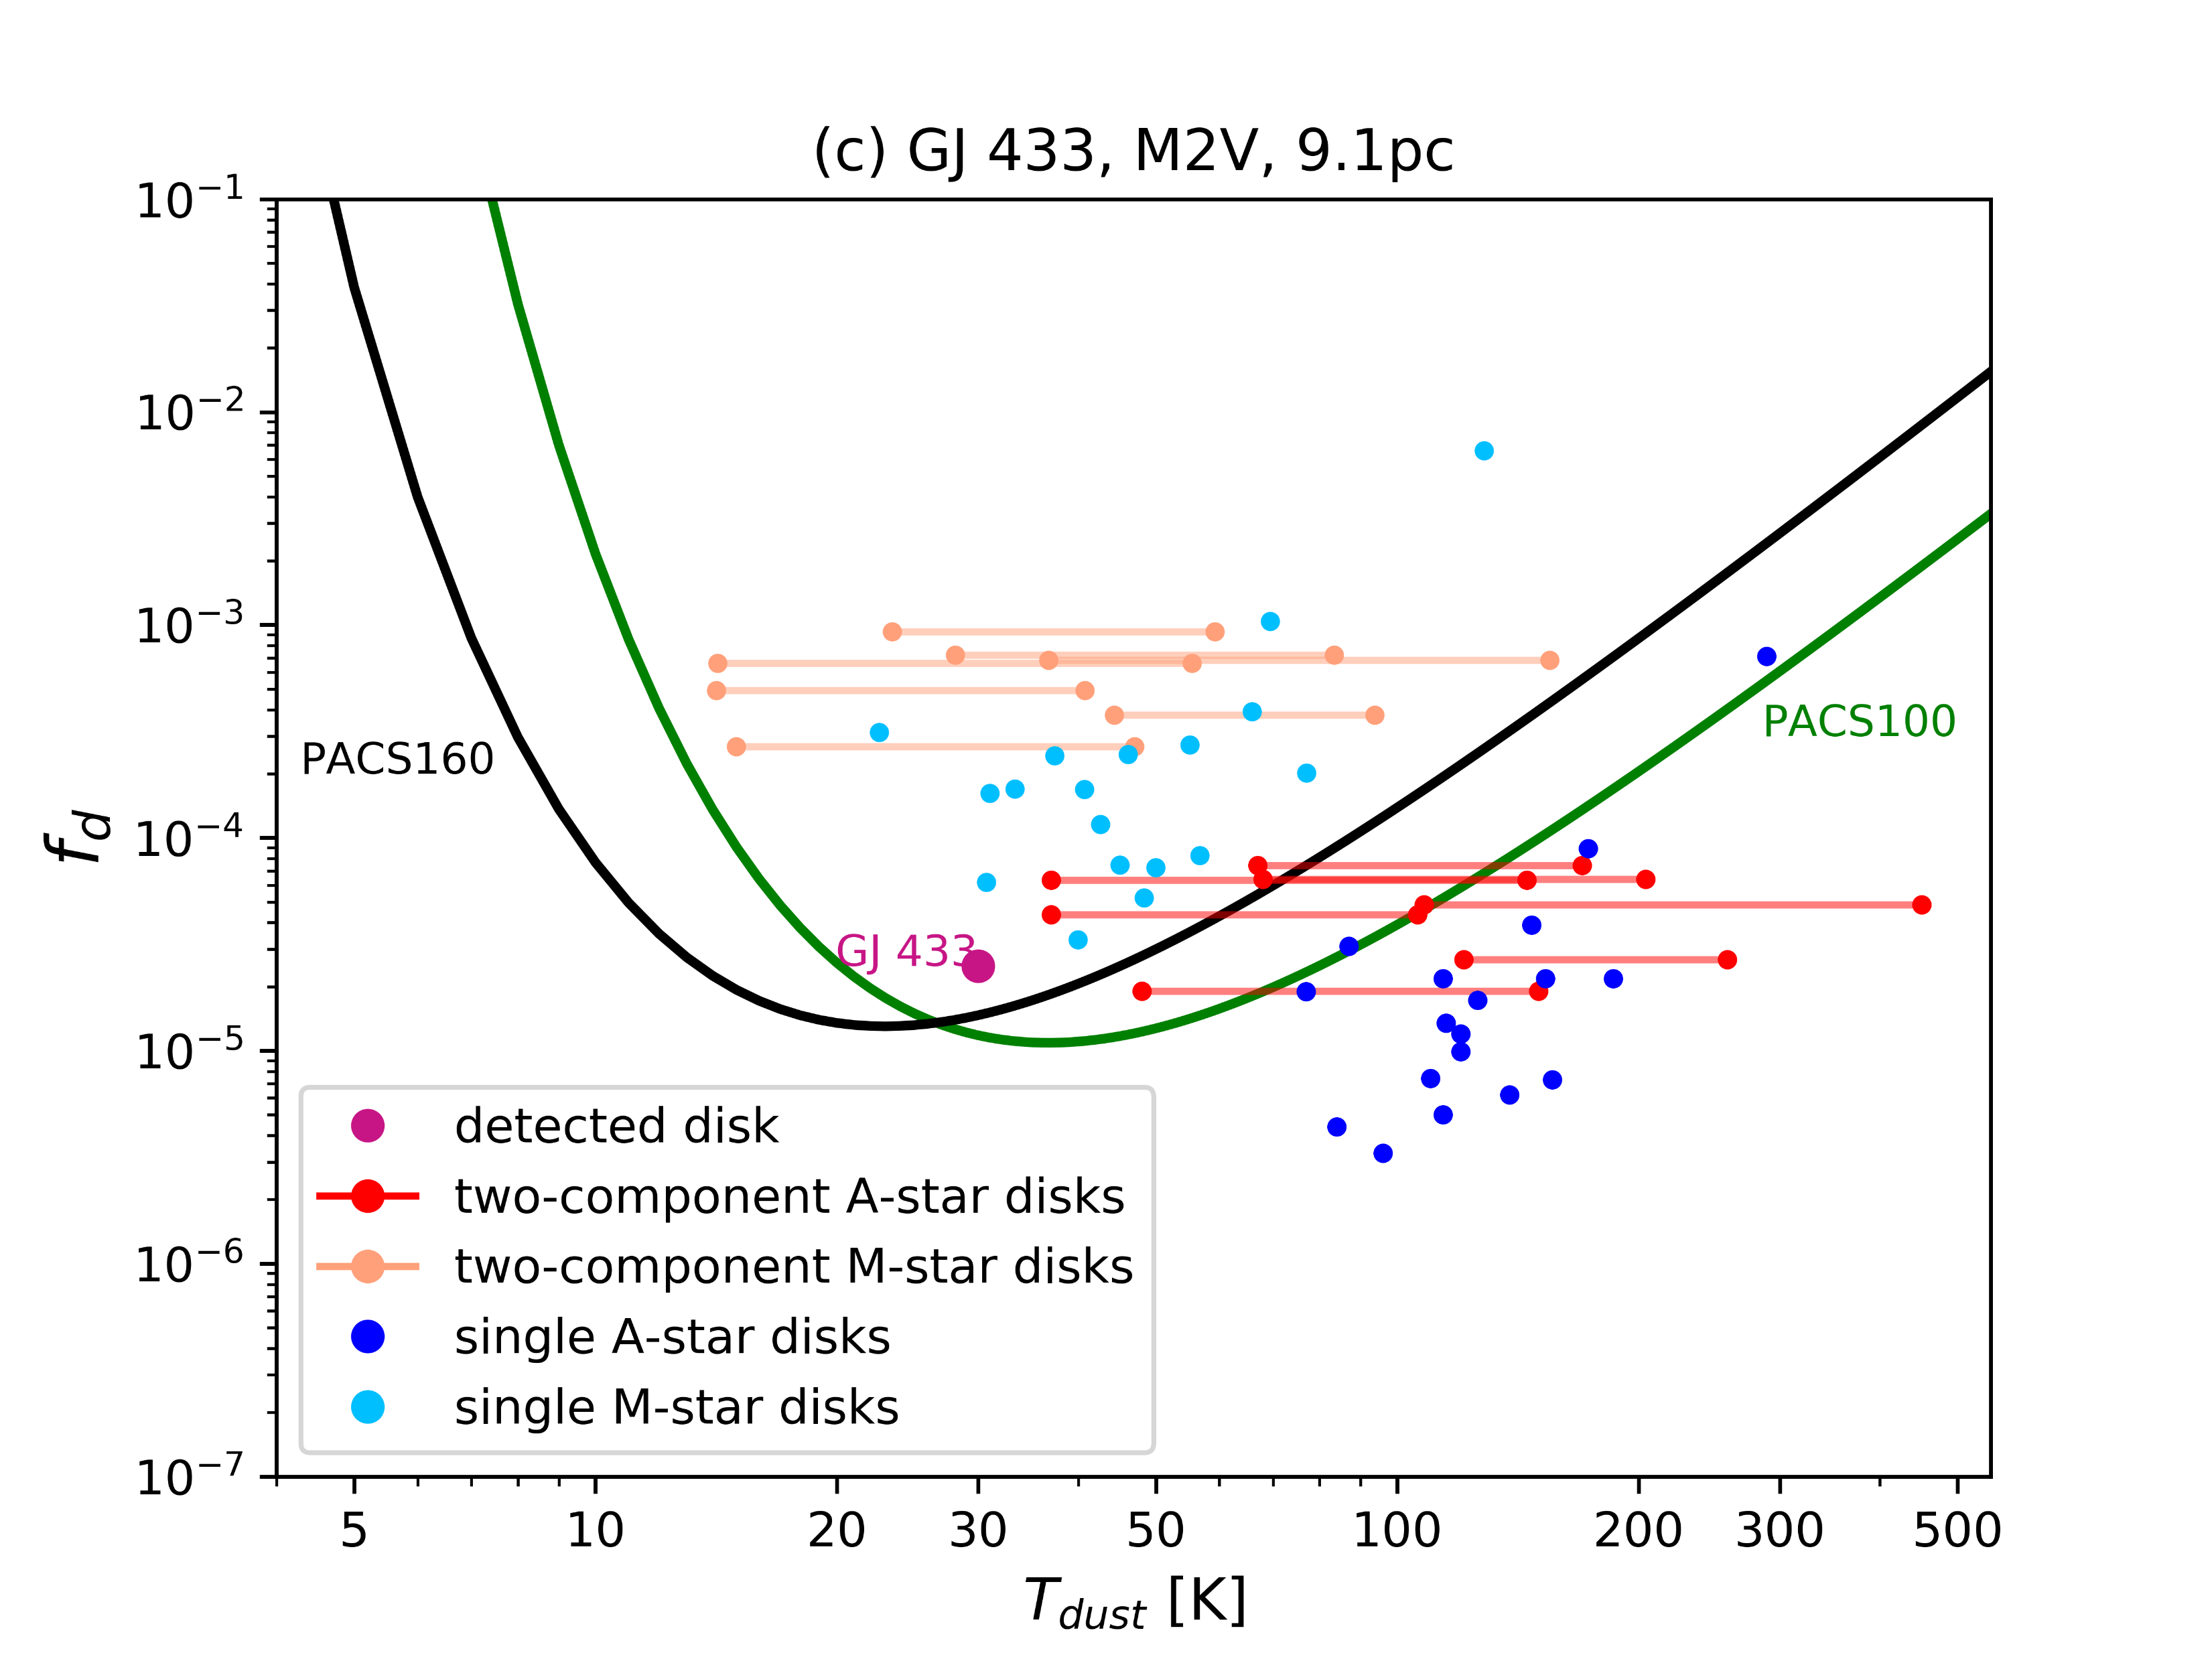 (c) GJ 433, M2V, 9.1pc
10⁻¹
10⁻²
10⁻³
10⁻⁴
10⁻⁵
10⁻⁶
10⁻⁷
f_d
PACS160
PACS100
GJ 433
detected disk
two-component A-star disks
two-component M-star disks
single A-star disks
single M-star disks
5 10 20 30 50 100 200 300 500
T_dust [K]